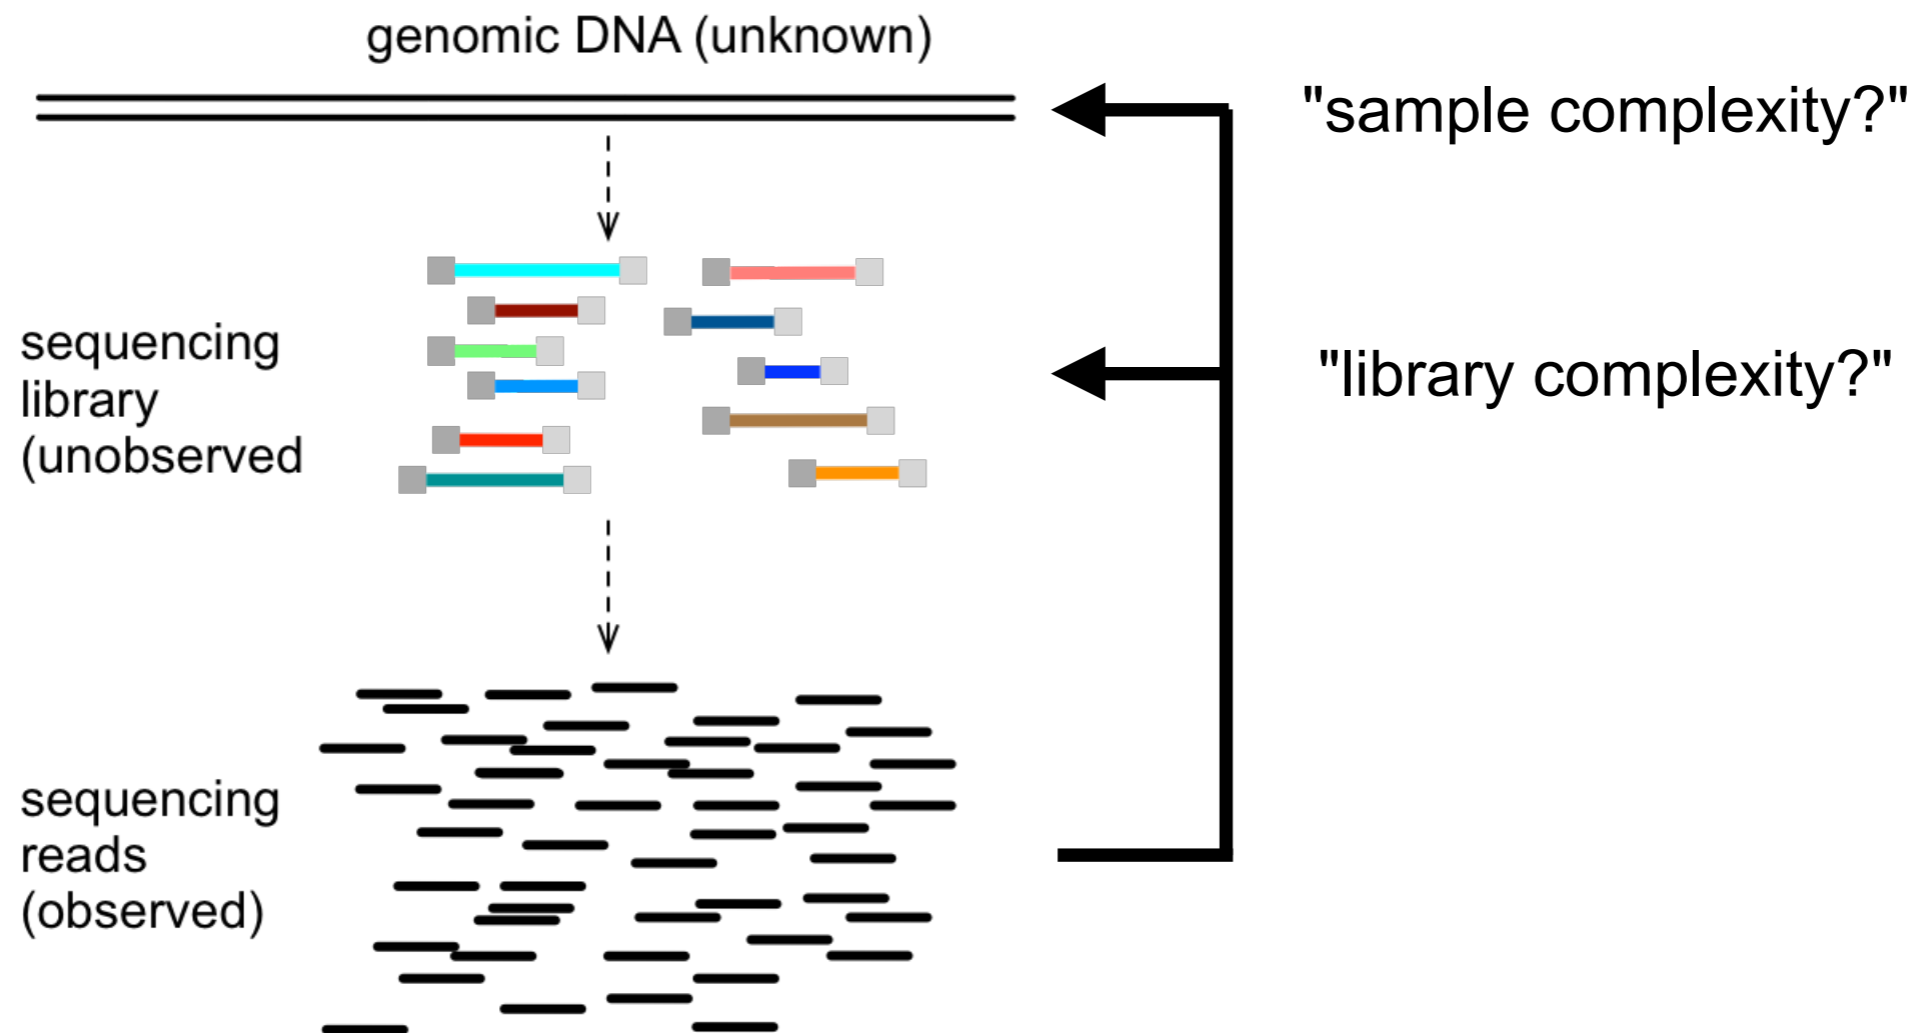 genomic DNA (unknown)
"sample complexity?"
sequencing
library
(unobserved
"library complexity?"
sequencing
reads
(observed)